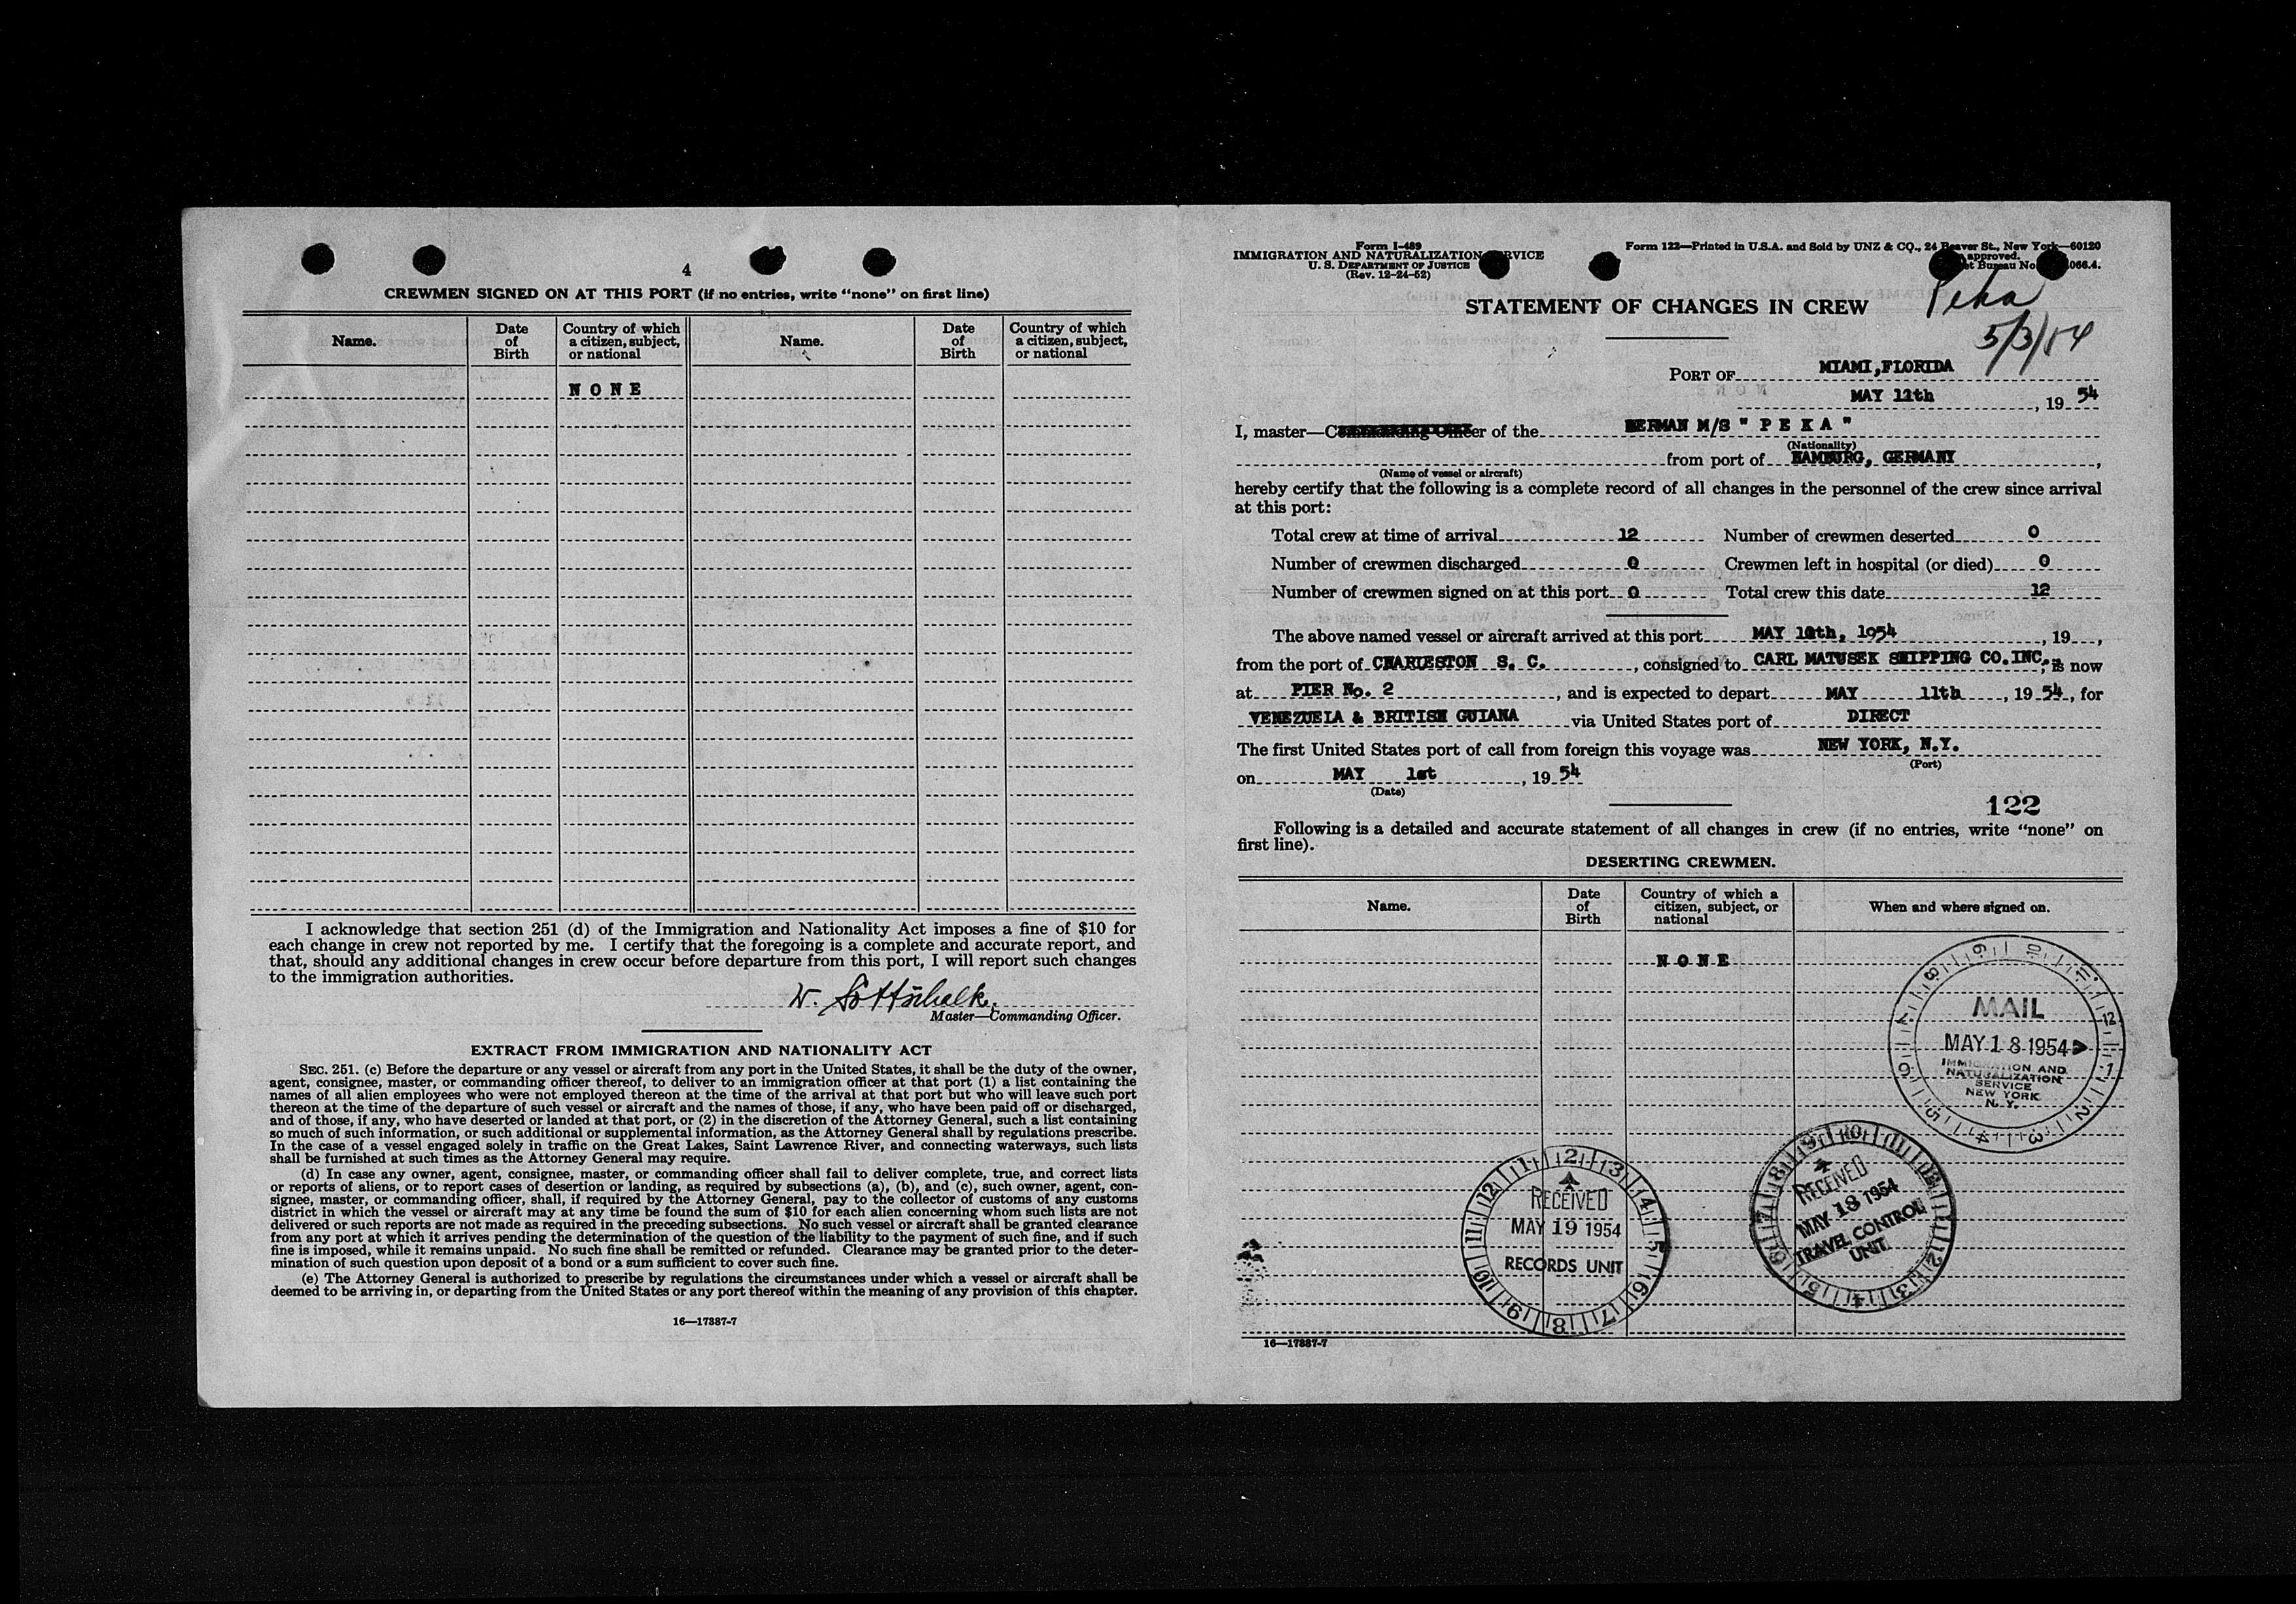 4
CREWMEN SIGNED ON AT THIS PORT (if no entries, write “none” on first line)
Name. Date of Birth Country of which a citizen, subject, or national Name. Date of Birth Country of which a citizen, subject, or national
N O N E
I acknowledge that section 251 (d) of the Immigration and Nationality Act imposes a fine of $10 for
each change in crew not reported by me. I certify that the foregoing is a complete and accurate report, and
that, should any additional changes in crew occur before departure from this port, I will report such changes
to the immigration authorities.
W. Gottschalk.
Master—Commanding Officer.
EXTRACT FROM IMMIGRATION AND NATIONALITY ACT
SEC. 251. (c) Before the departure or any vessel or aircraft from any port in the United States, it shall be the duty of the owner,
agent, consignee, master, or commanding officer thereof, to deliver to an immigration officer at that port (1) a list containing the
names of all alien employees who were not employed thereon at the time of the arrival at that port but who will leave such port
thereon at the time of the departure of such vessel or aircraft and the names of those, if any, who have been paid off or discharged,
and of those, if any, who have deserted or landed at that port, or (2) in the discretion of the Attorney General, such a list containing
so much of such information, or such additional or supplemental information, as the Attorney General shall by regulations prescribe.
In the case of a vessel engaged solely in traffic on the Great Lakes, Saint Lawrence River, and connecting waterways, such lists
shall be furnished at such times as the Attorney General may require.
(d) In case any owner, agent, consignee, master, or commanding officer shall fail to deliver complete, true, and correct lists
or reports of aliens, or to report cases of desertion or landing, as required by subsections (a), (b), and (c), such owner, agent, con-
signee, master, or commanding officer, shall, if required by the Attorney General, pay to the collector of customs of any customs
district in which the vessel or aircraft may at any time be found the sum of $10 for each alien concerning whom such lists are not
delivered or such reports are not made as required in the preceding subsections. No such vessel or aircraft shall be granted clearance
from any port at which it arrives pending the determination of the question of the liability to the payment of such fine, and if such
fine is imposed, while it remains unpaid. No such fine shall be remitted or refunded. Clearance may be granted prior to the deter-
mination of such question upon deposit of a bond or a sum sufficient to cover such fine.
(e) The Attorney General is authorized to prescribe by regulations the circumstances under which a vessel or aircraft shall be
deemed to be arriving in, or departing from the United States or any port thereof within the meaning of any provision of this chapter.
16—17887-7
Form I-489
IMMIGRATION AND NATURALIZATION SERVICE
U. S. DEPARTMENT OF JUSTICE
(Rev. 12-24-52)
Form 122—Printed in U.S.A. and Sold by UNZ & CO., 24 Beaver St., New York—60120
approved.
et Bureau No. 066.4.
STATEMENT OF CHANGES IN CREW
Peka
5/3/54
PORT OF MIAMI,FLORIDA
MAY 11th, 19 54
I, master—Commanding Officer of the GERMAN M/S " P E K A "
(Nationality)
from port of HAMBURG, GERMANY,
(Name of vessel or aircraft)
hereby certify that the following is a complete record of all changes in the personnel of the crew since arrival
at this port:
Total crew at time of arrival 12 Number of crewmen deserted 0
Number of crewmen discharged 0 Crewmen left in hospital (or died) 0
Number of crewmen signed on at this port 0 Total crew this date 12
The above named vessel or aircraft arrived at this port MAY 10th, 1954, 19,
from the port of CHARLESTON S. C., consigned to CARL MATUSEK SHIPPING CO.INC., is now
at PIER No. 2, and is expected to depart MAY 11th, 19 54, for
VENEZUELA & BRITISH GUIANA via United States port of DIRECT
The first United States port of call from foreign this voyage was NEW YORK, N.Y.
(Port)
on MAY 1st, 19 54
(Date)
122
Following is a detailed and accurate statement of all changes in crew (if no entries, write “none” on
first line).
DESERTING CREWMEN.
Name. Date of Birth Country of which a citizen, subject, or national When and where signed on.
N O N E
MAIL
MAY 18 1954
IMMIGRATION AND
NATURALIZATION
SERVICE
NEW YORK
N. Y.
RECEIVED
MAY 18 1954
TRAVEL CONTROL
UNIT
RECEIVED
MAY 19 1954
RECORDS UNIT
16—17887-7